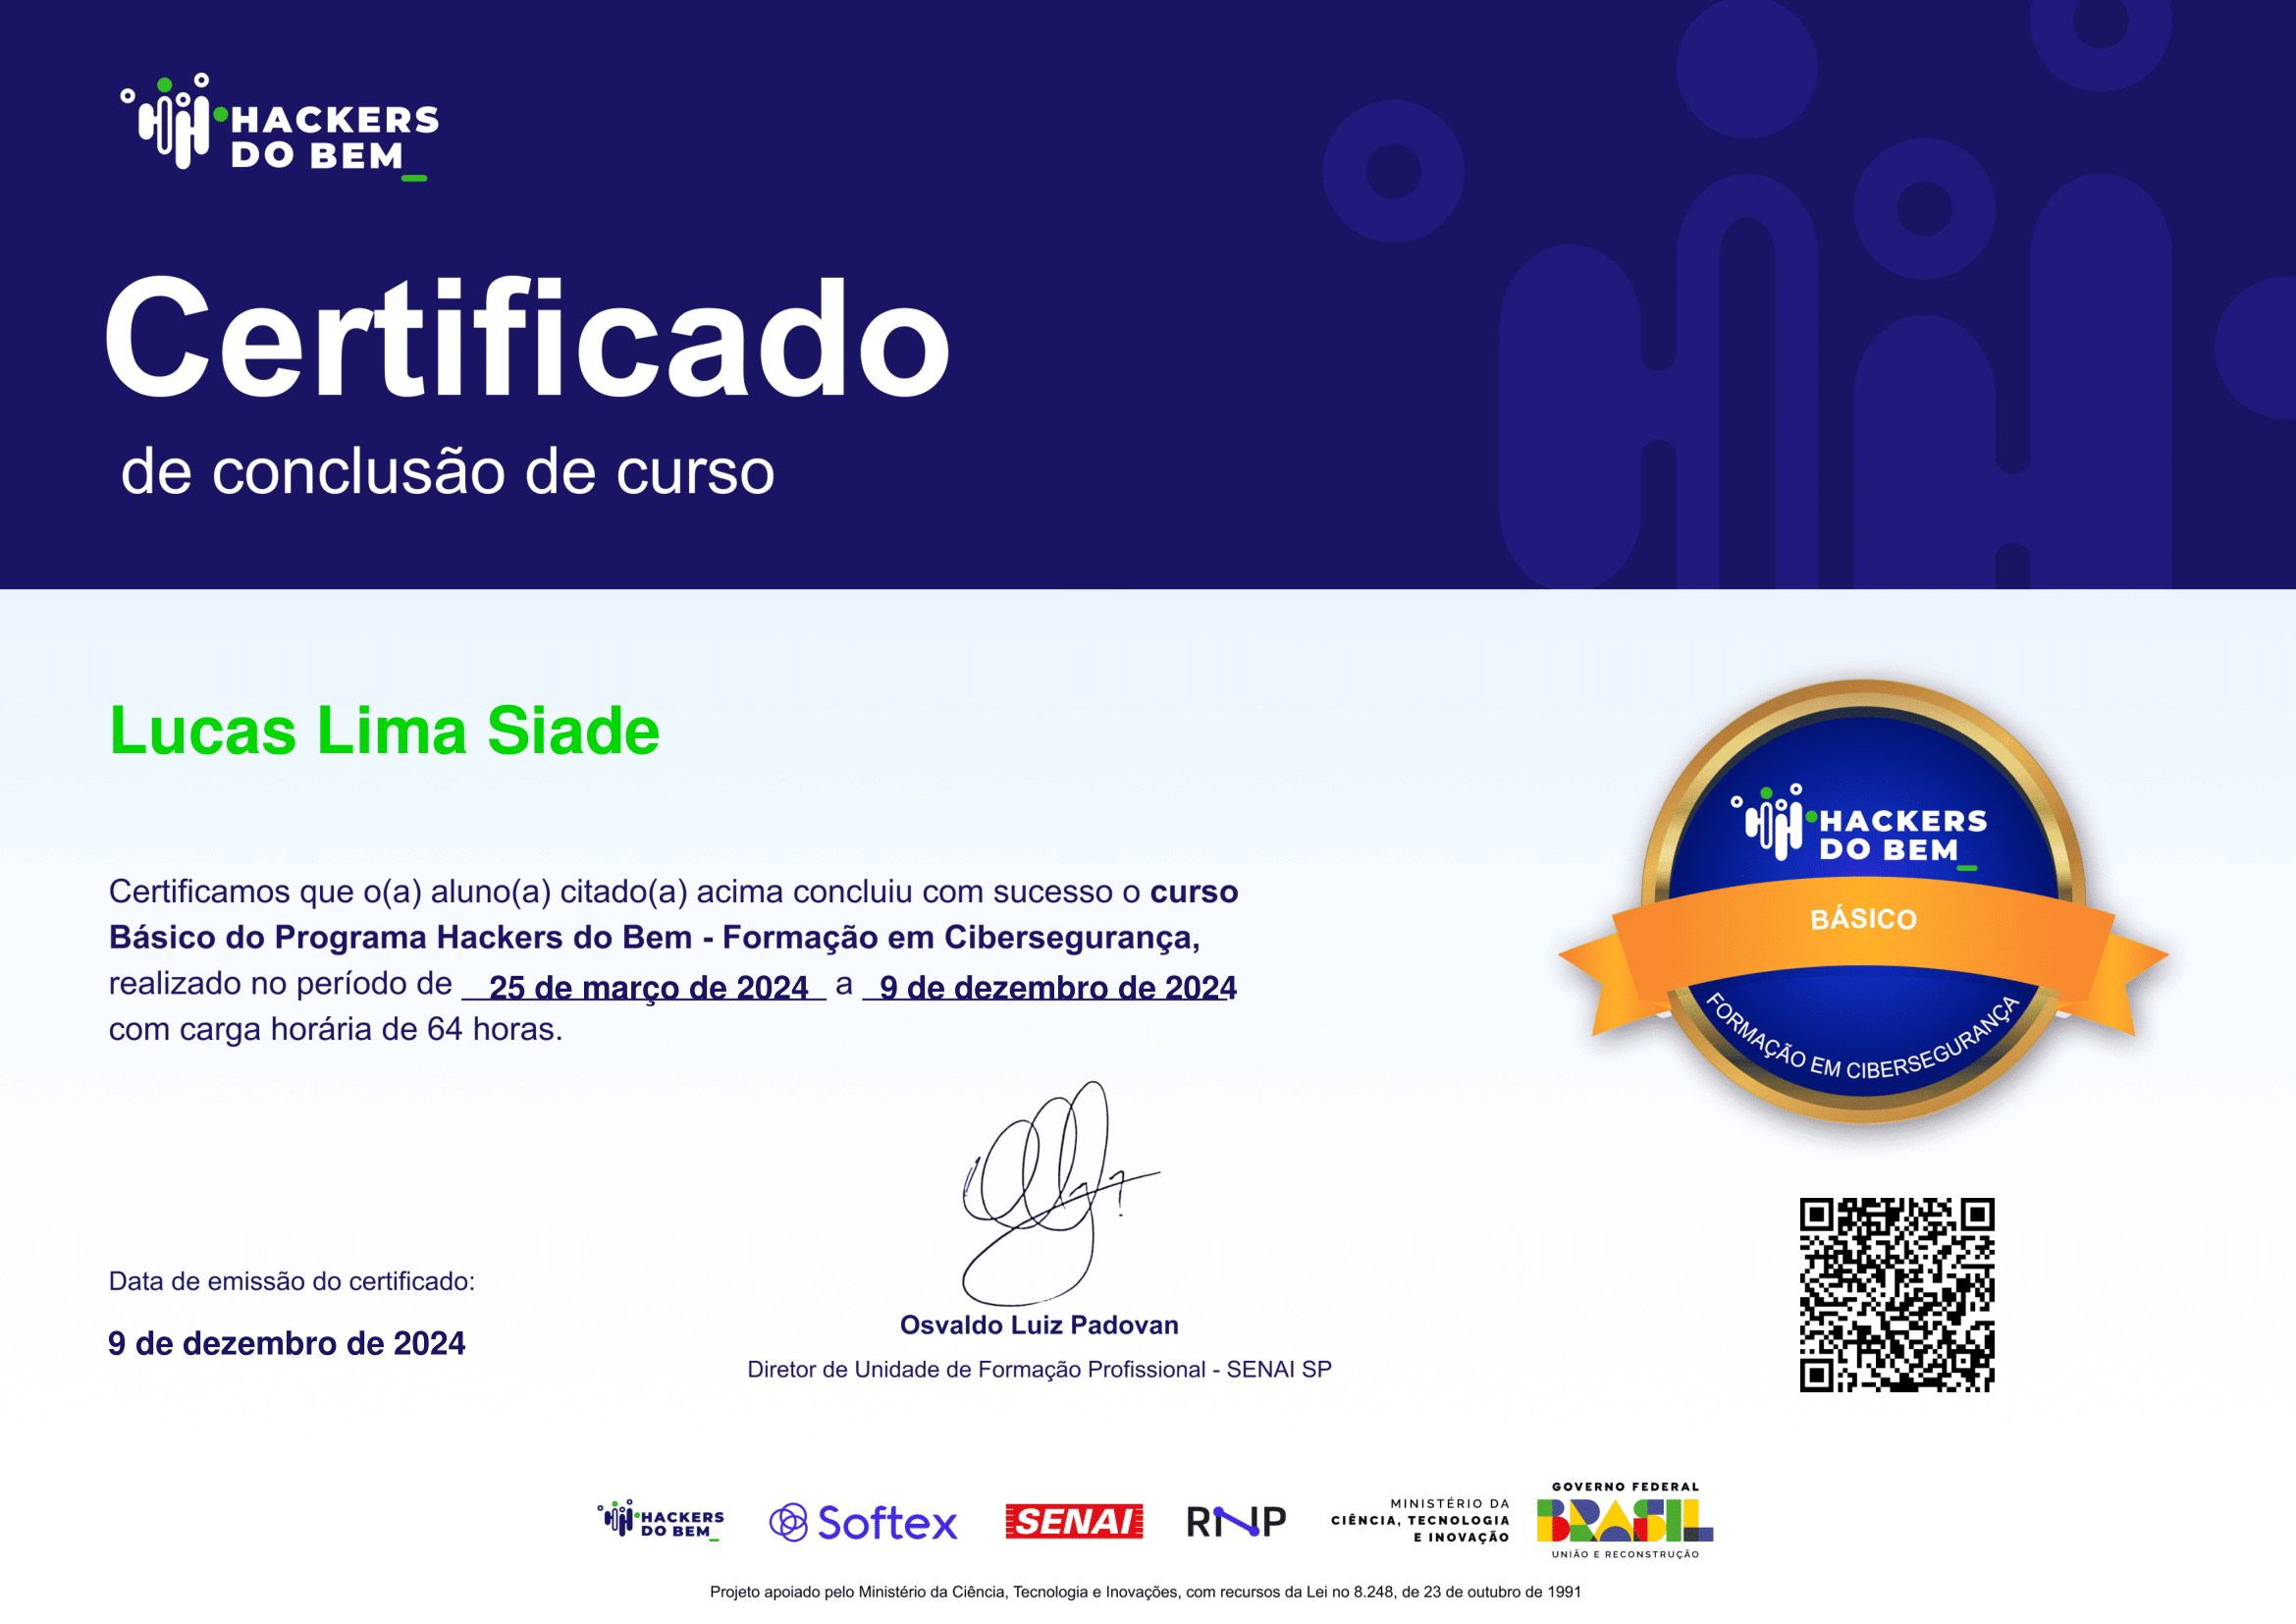 HACKERS
DO BEM_
Certificado
de conclusão de curso
Lucas Lima Siade
Certificamos que o(a) aluno(a) citado(a) acima concluiu com sucesso o curso
Básico do Programa Hackers do Bem - Formação em Cibersegurança,
realizado no período de 25 de março de 2024 a 9 de dezembro de 2024
com carga horária de 64 horas.
HACKERS
DO BEM_
BÁSICO
FORMAÇÃO EM CIBERSEGURANÇA
Data de emissão do certificado:
9 de dezembro de 2024
Osvaldo Luiz Padovan
Diretor de Unidade de Formação Profissional - SENAI SP
HACKERS
DO BEM_
Softex
SENAI
RNP
MINISTÉRIO DA
CIÊNCIA, TECNOLOGIA
E INOVAÇÃO
GOVERNO FEDERAL
BRASIL
UNIÃO E RECONSTRUÇÃO
Projeto apoiado pelo Ministério da Ciência, Tecnologia e Inovações, com recursos da Lei no 8.248, de 23 de outubro de 1991